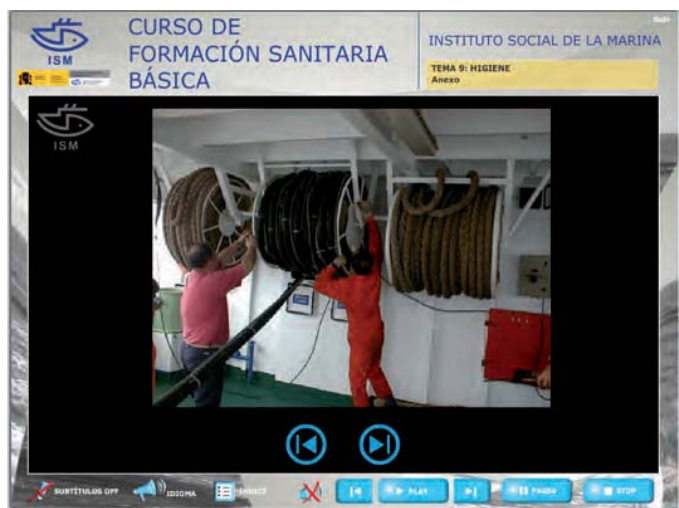 Salir
CURSO DE
FORMACIÓN SANITARIA
BÁSICA
ISM
INSTITUTO SOCIAL DE LA MARINA
TEMA 9: HIGIENE
Anexo
ISM
SUBTÍTULOS OFF
IDIOMA
ÍNDICE
PLAY
PAUSA
STOP